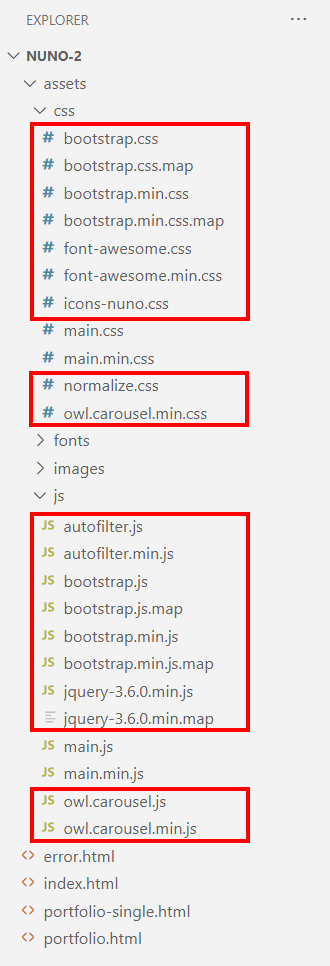 EXPLORER ...
NUNO-2
assets
css
# bootstrap.css
# bootstrap.css.map
# bootstrap.min.css
# bootstrap.min.css.map
# font-awesome.css
# font-awesome.min.css
# icons-nuno.css
# main.css
# main.min.css
# normalize.css
# owl.carousel.min.css
fonts
images
js
JS autofilter.js
JS autofilter.min.js
JS bootstrap.js
JS bootstrap.js.map
JS bootstrap.min.js
JS bootstrap.min.js.map
JS jquery-3.6.0.min.js
jquery-3.6.0.min.map
JS main.js
JS main.min.js
JS owl.carousel.js
JS owl.carousel.min.js
<> error.html
<> index.html
<> portfolio-single.html
<> portfolio.html